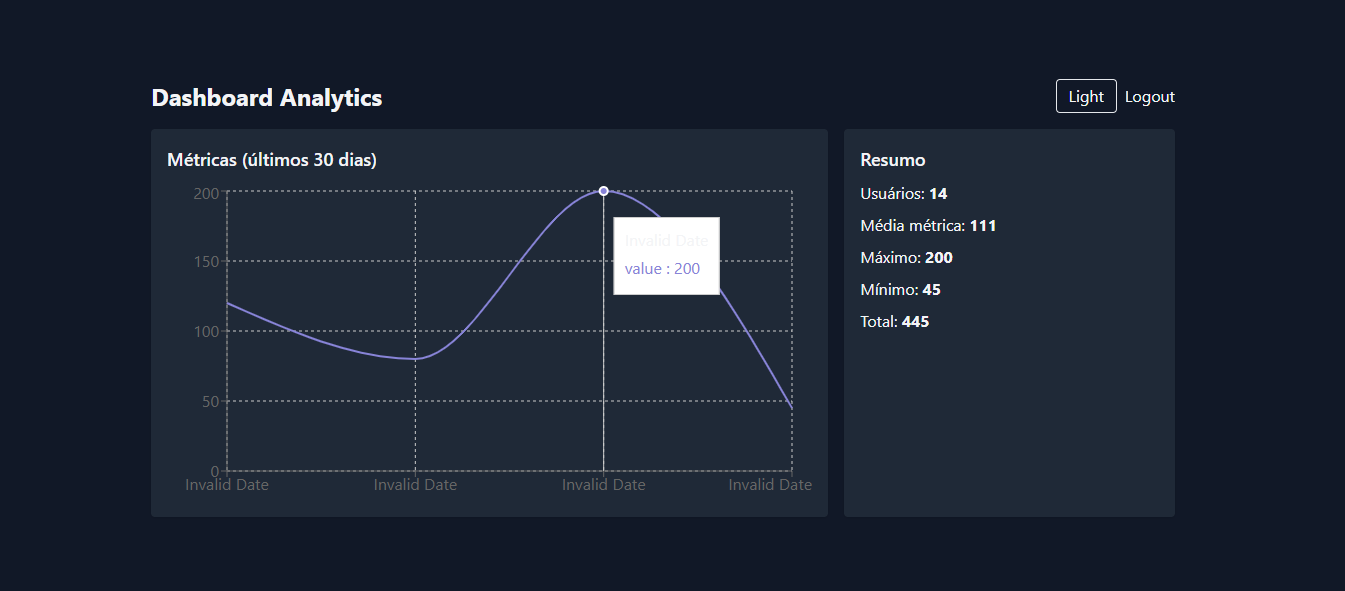 Dashboard Analytics
Light
Logout
Métricas (últimos 30 dias)
200
150
100
50
0
Invalid Date
Invalid Date
Invalid Date
Invalid Date
Invalid Date
value : 200
Resumo
Usuários: 14
Média métrica: 111
Máximo: 200
Mínimo: 45
Total: 445